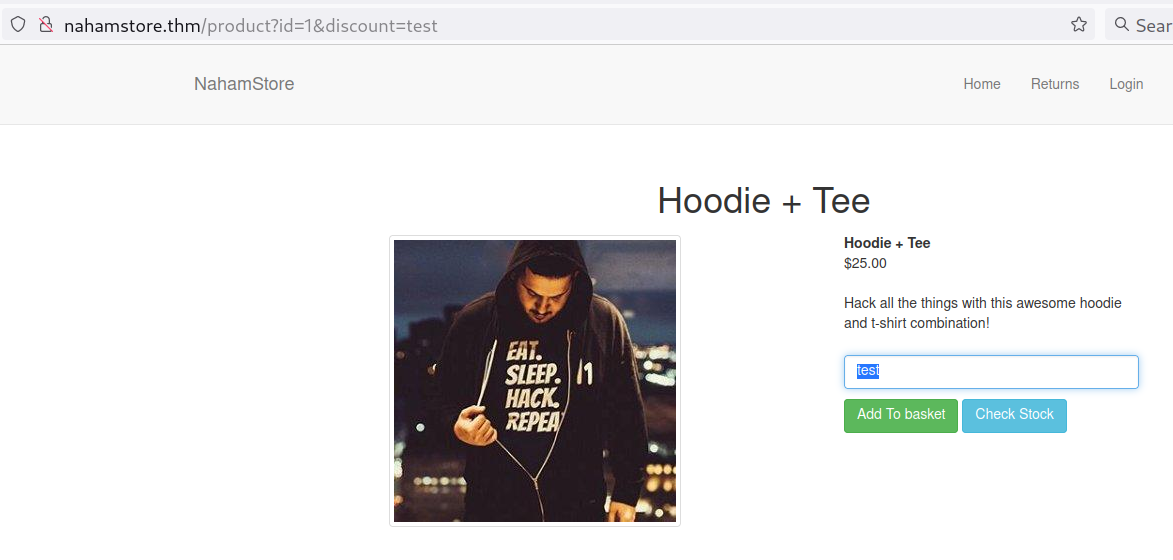 nahamstore.thm/product?id=1&discount=test
Sear
NahamStore
Home Returns Login
Hoodie + Tee
EAT.
SLEEP.
HACK.
REPEA
Hoodie + Tee
$25.00
Hack all the things with this awesome hoodie
and t-shirt combination!
test
Add To basket Check Stock